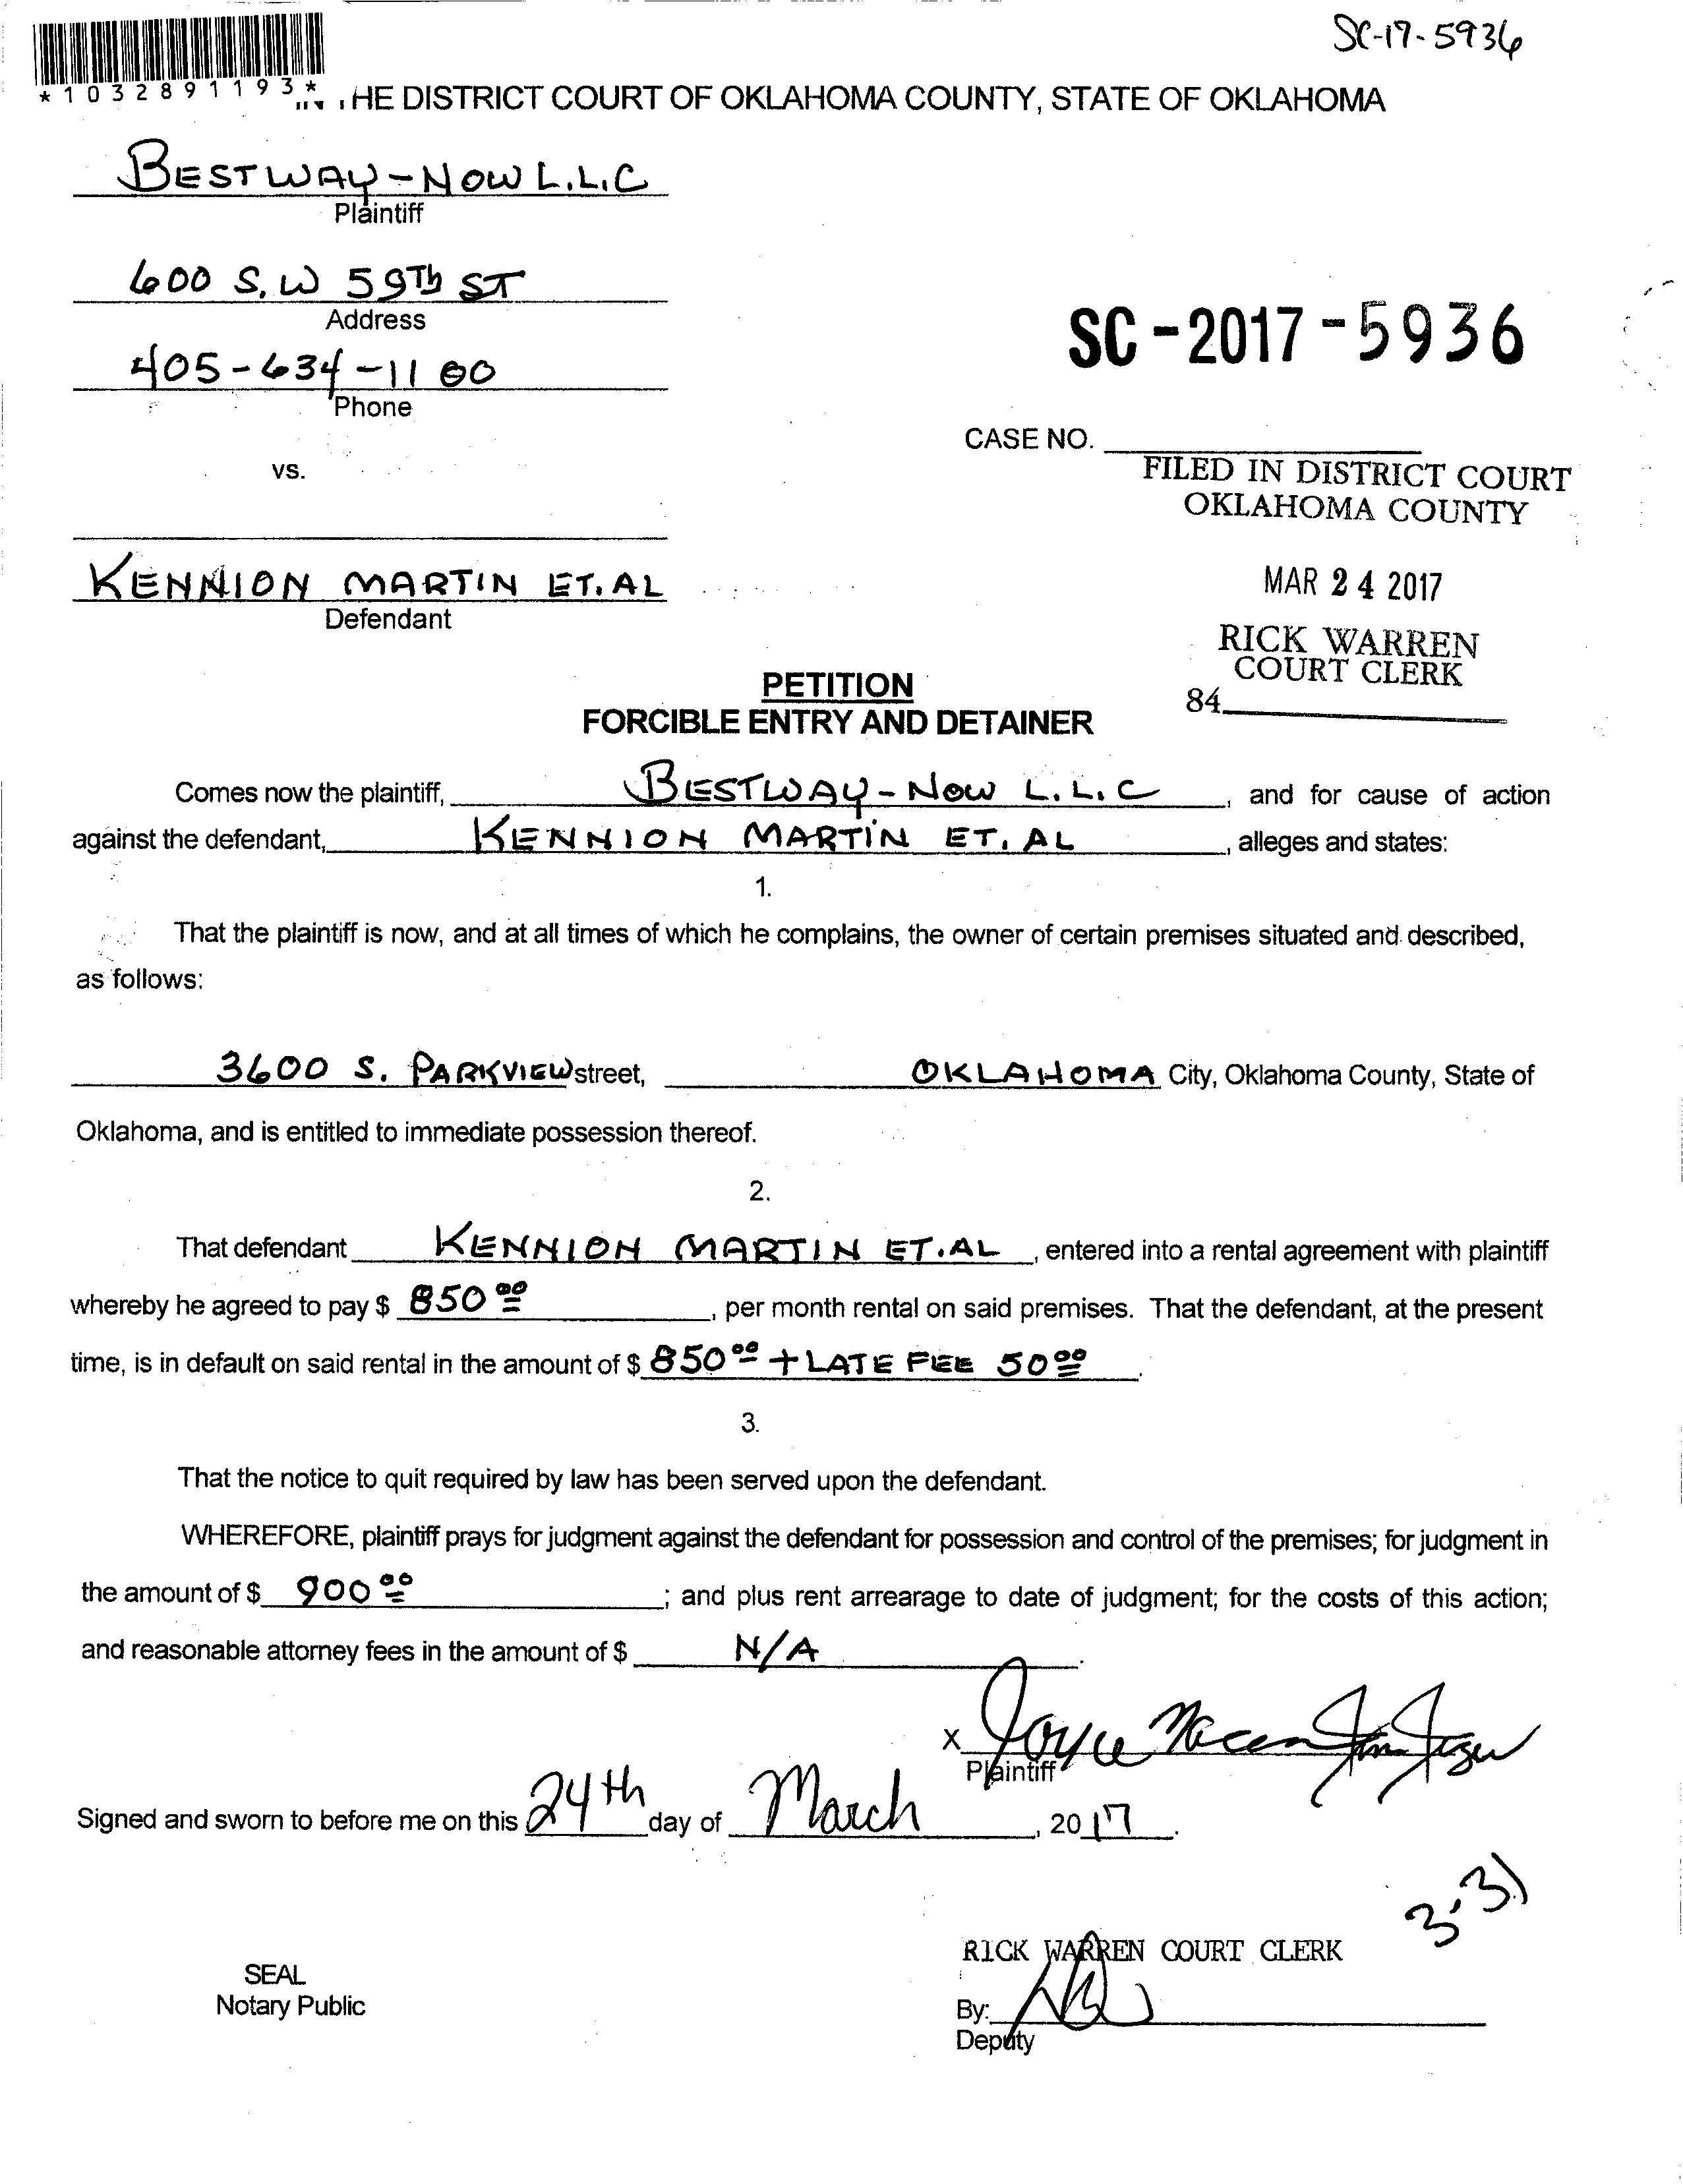 SC-17-5936
*1032891193*
THE DISTRICT COURT OF OKLAHOMA COUNTY, STATE OF OKLAHOMA
BESTWAY-NOW L.L.C
Plaintiff
600 S.W 59Th ST
Address
405-634-1100
Phone
SC-2017-5936
CASE NO.
vs.
FILED IN DISTRICT COURT
OKLAHOMA COUNTY
KENNION MARTIN ET.AL
Defendant
MAR 24 2017
RICK WARREN
COURT CLERK
84
PETITION
FORCIBLE ENTRY AND DETAINER
Comes now the plaintiff, BESTWAY-NOW L.L.C, and for cause of action
against the defendant, KENNION MARTIN ET.AL, alleges and states:
1.
That the plaintiff is now, and at all times of which he complains, the owner of certain premises situated and described,
as follows:
3600 S. PARKVIEW street, OKLAHOMA City, Oklahoma County, State of
Oklahoma, and is entitled to immediate possession thereof.
2.
That defendant KENNION MARTIN ET.AL, entered into a rental agreement with plaintiff
whereby he agreed to pay $ 850 00, per month rental on said premises. That the defendant, at the present
time, is in default on said rental in the amount of $ 850 00 + LATE FEE 50 00.
3.
That the notice to quit required by law has been served upon the defendant.
WHEREFORE, plaintiff prays for judgment against the defendant for possession and control of the premises; for judgment in
the amount of $ 900 00; and plus rent arrearage to date of judgment; for the costs of this action;
and reasonable attorney fees in the amount of $ N/A.
X Joyce
Plaintiff
Signed and sworn to before me on this 24th day of March, 2017.
3-31
RICK WARREN COURT CLERK
SEAL
Notary Public
By:
Deputy